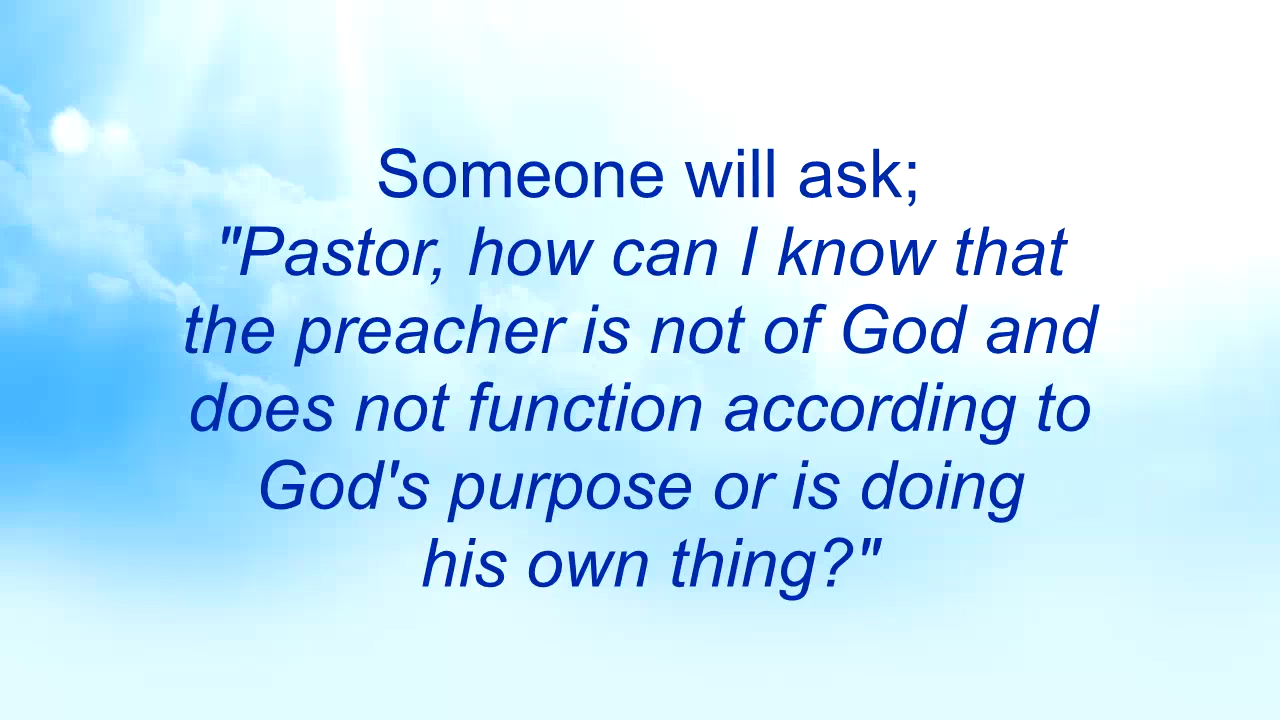 Someone will ask;
"Pastor, how can I know that
the preacher is not of God and
does not function according to
God's purpose or is doing
his own thing?"